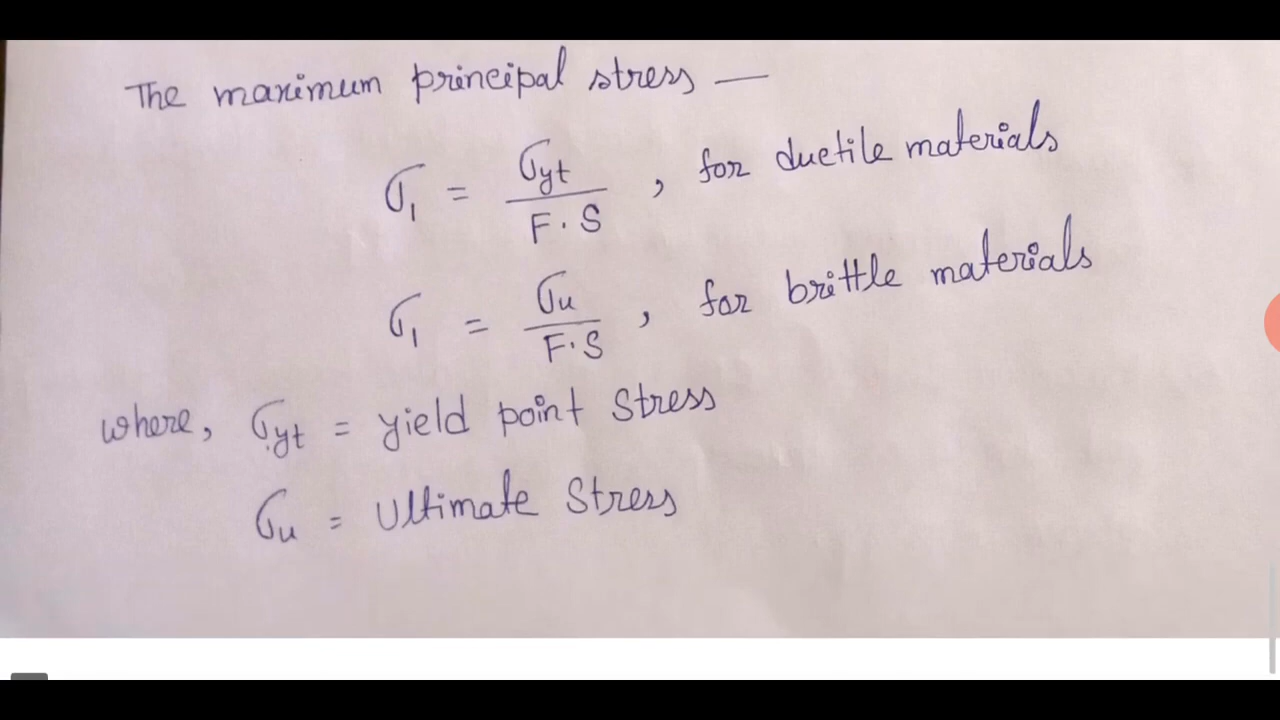 The maximum principal stress —
σ₁ = σyt / F.S , for ductile materials
σ₁ = σu / F.S , for brittle materials
where, σyt = yield point stress
σu = Ultimate stress